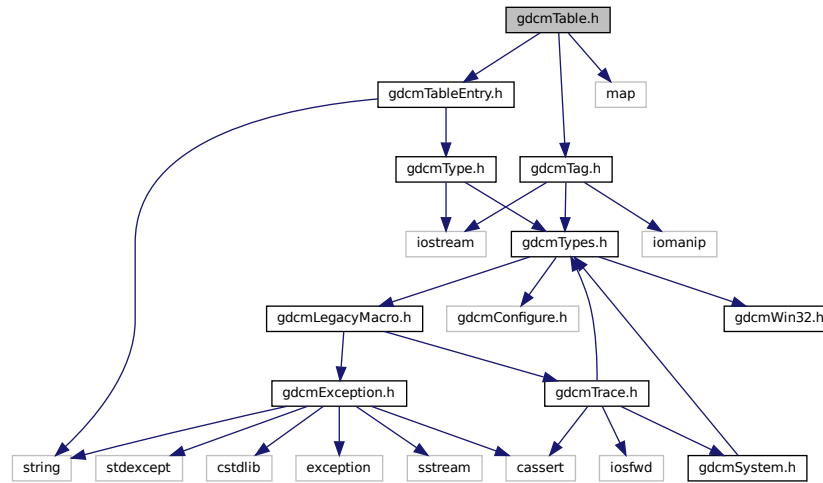 gdcmTable.h
gdcmTableEntry.h
map
gdcmType.h
gdcmTag.h
iostream
gdcmTypes.h
iomanip
gdcmLegacyMacro.h
gdcmConfigure.h
gdcmWin32.h
gdcmException.h
gdcmTrace.h
string
stdexcept
cstdlib
exception
sstream
cassert
iosfwd
gdcmSystem.h